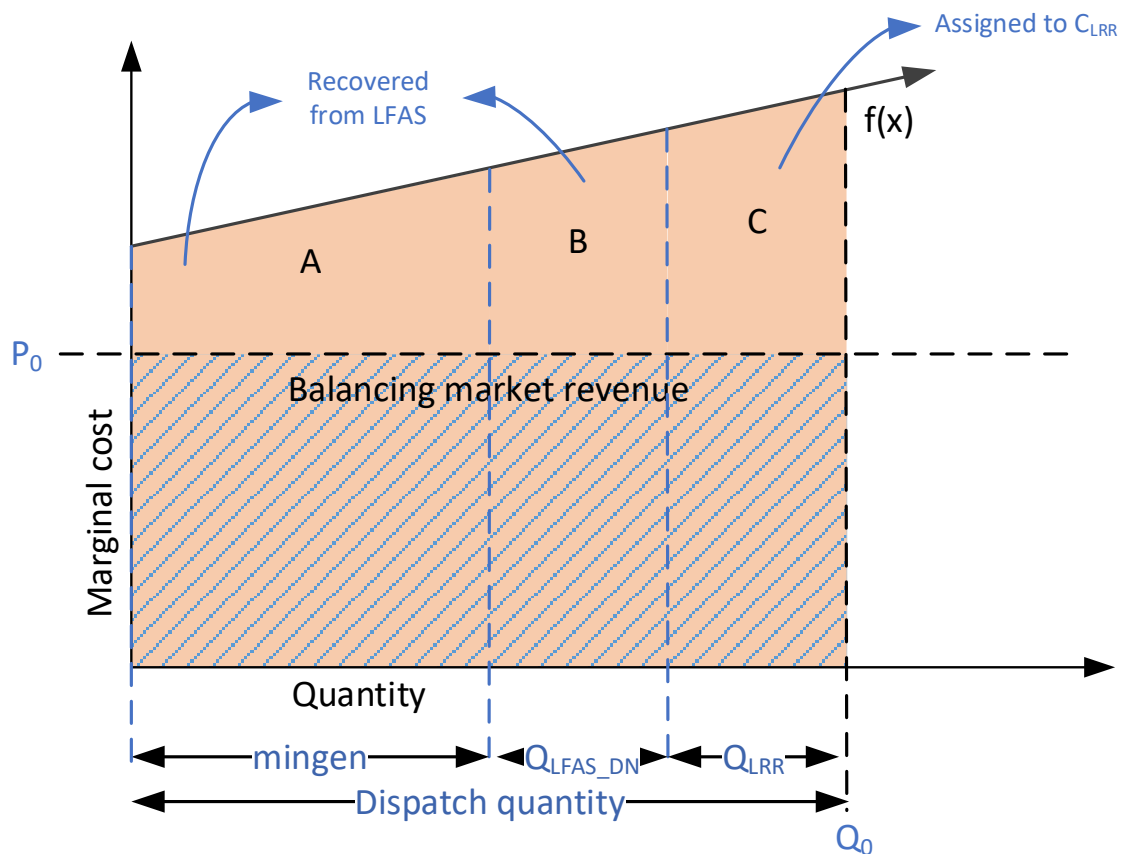 Assigned to CLRR
Recovered
from LFAS
f(x)
A
B
C
P0
Balancing market revenue
Marginal cost
Quantity
mingen
QLFAS_DN
QLRR
Dispatch quantity
Q0